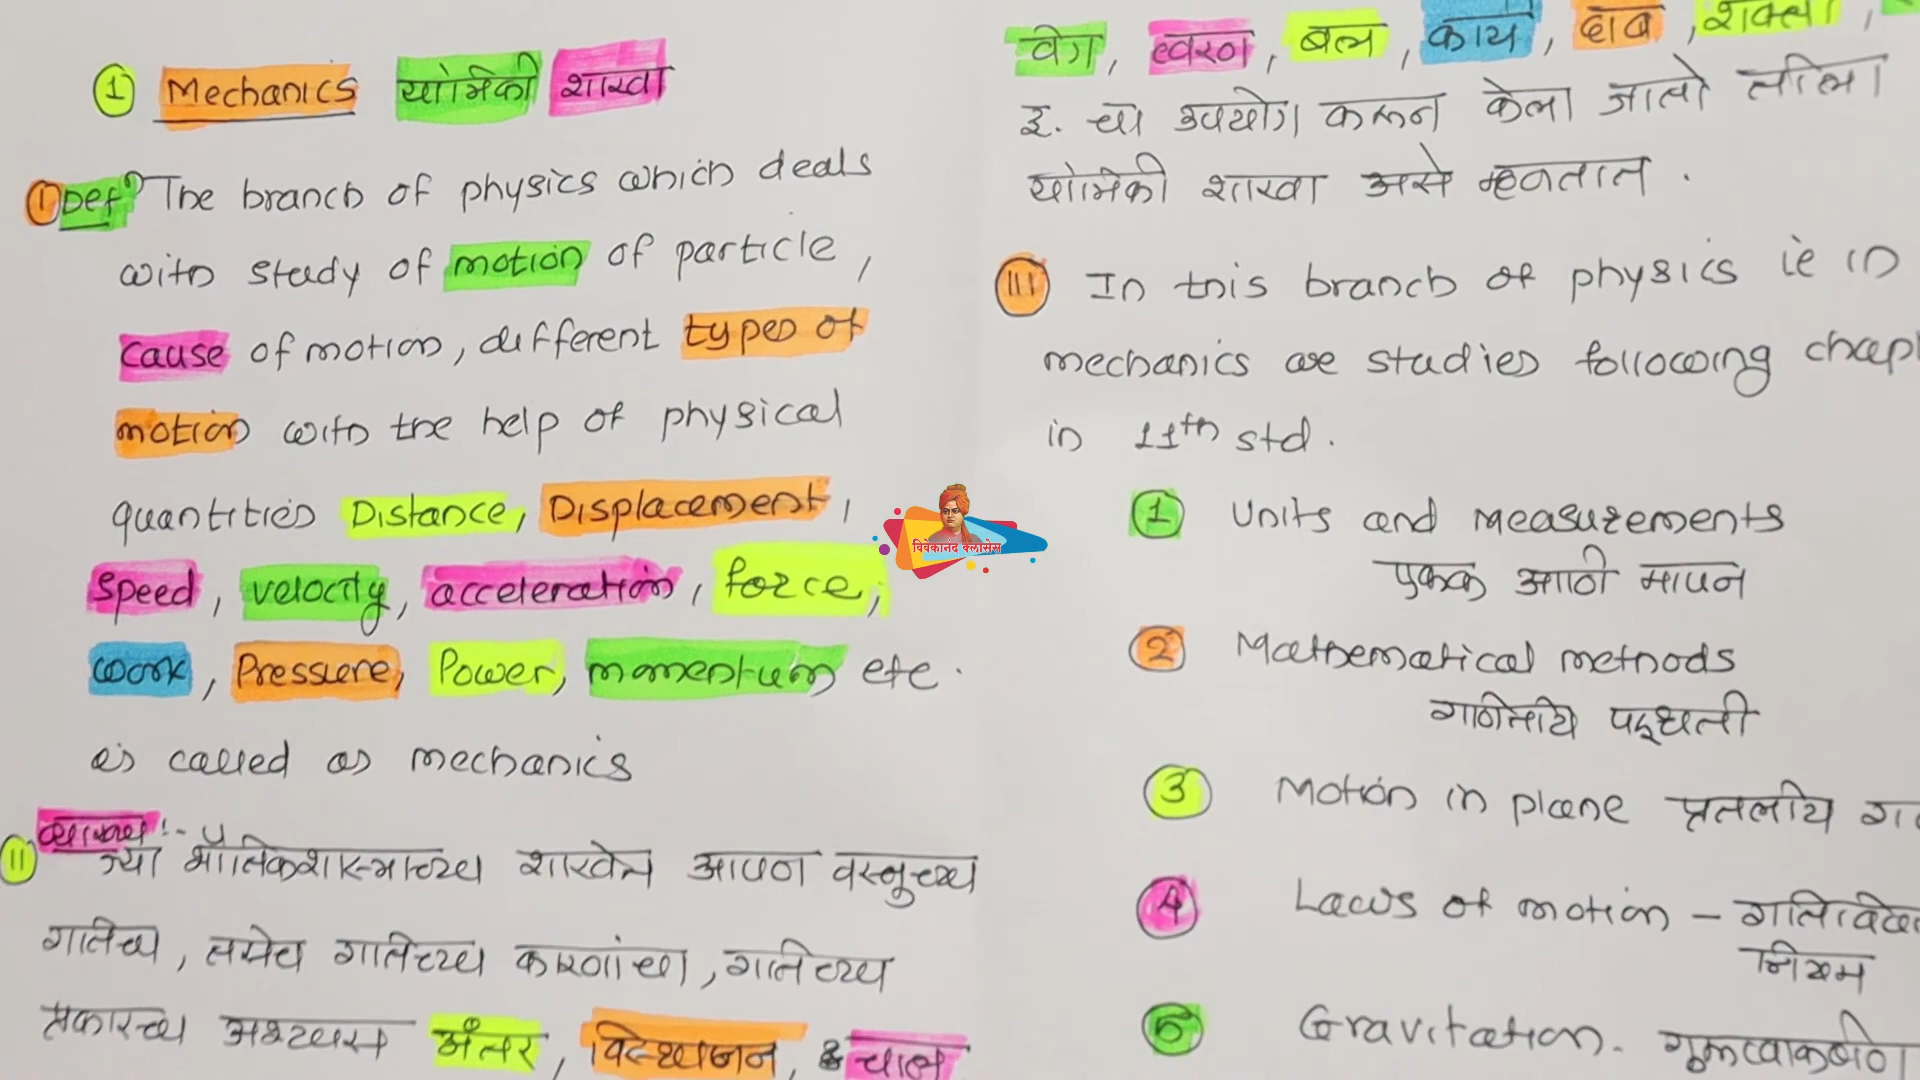 1 Mechanics यांत्रिकी शाखा
I Defn The branch of physics which deals
with study of motion of particle,
cause of motion, different types of
motion with the help of physical
quantities Distance, Displacement,
speed, velocity, acceleration, force,
work, Pressure, Power, momentum etc.
is called as mechanics
व्याख्या :-
II ज्या भौतिकशास्त्राच्या शाखेत आपण वस्तुच्या
गतिचा, तसेच गतिच्या कारणांचा, गतिच्या
प्रकारचा अभ्यास अंतर, विस्थापन, चाल
वेग, त्वरण, बल, कार्य, दाब, शक्ती,
इ. चा उपयोग करून केला जातो तीला
यांत्रिकी शाखा असे म्हणतात.
III In this branch of physics ie in
mechanics we studies following chap
in 11th std.
1 Units and measurements
एकक आणि मापन
2 Mathematical methods
गणितीय पद्धती
3 Motion in plane प्रतलीय
4 Laws of motion – गतिविषे
नियम
5 Gravitation. गुरुत्वाकर्षण
विवेकानंद क्लासेस